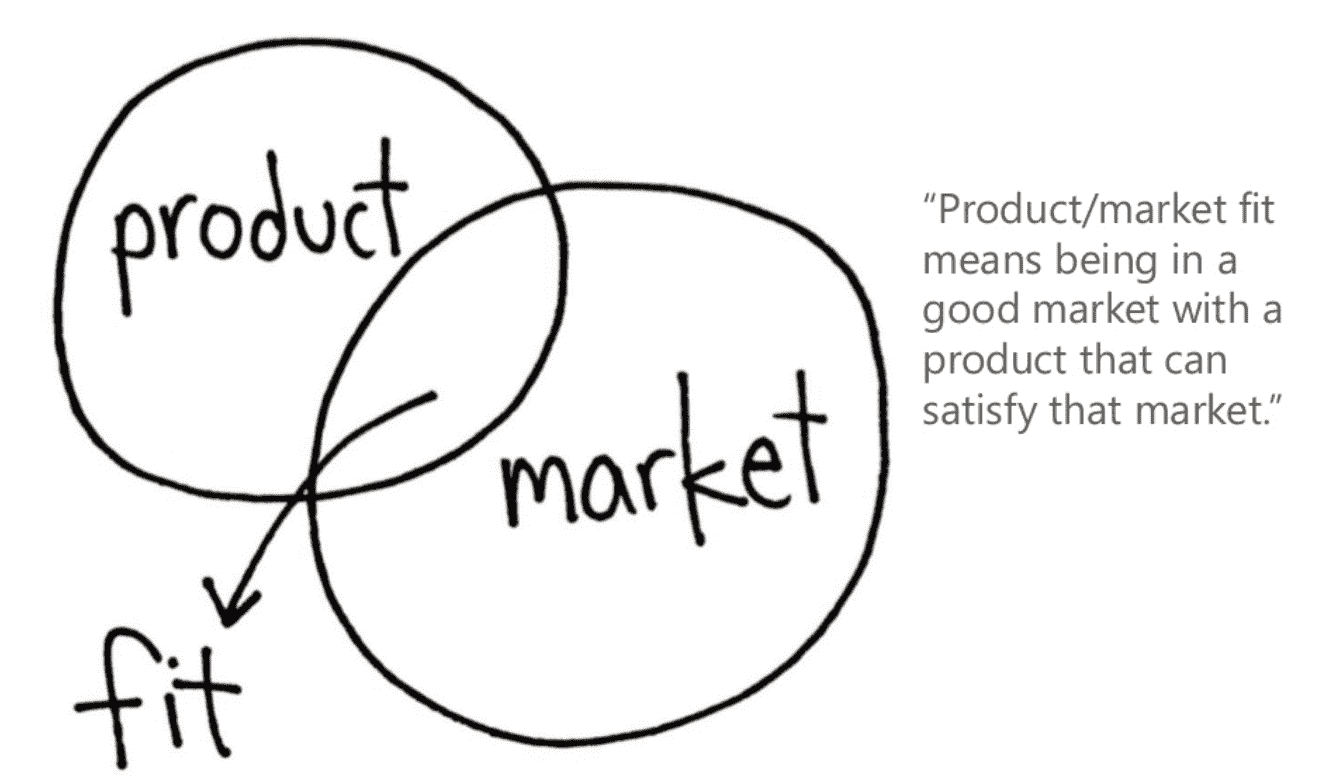 product
market
fit
“Product/market fit
means being in a
good market with a
product that can
satisfy that market.”